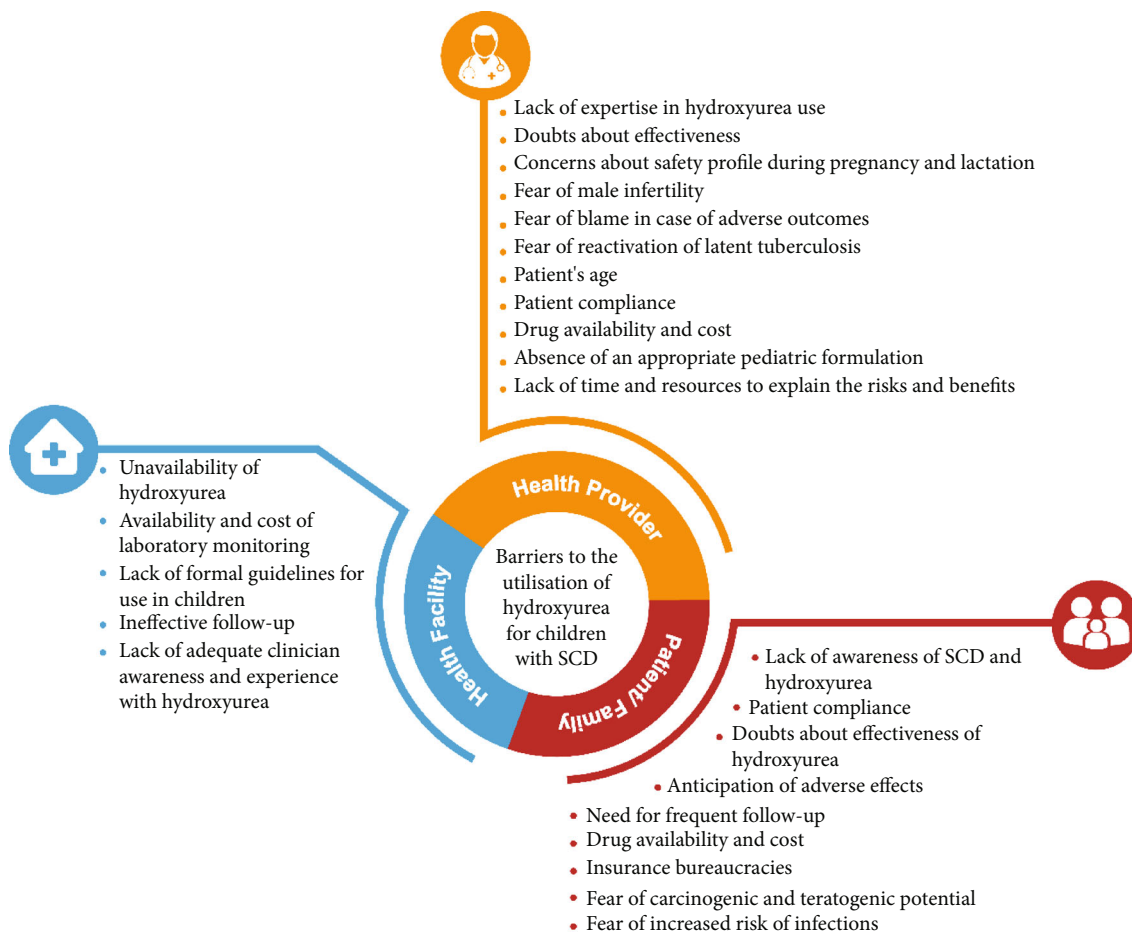 Lack of expertise in hydroxyurea use
Doubts about effectiveness
Concerns about safety profile during pregnancy and lactation
Fear of male infertility
Fear of blame in case of adverse outcomes
Fear of reactivation of latent tuberculosis
Patient's age
Patient compliance
Drug availability and cost
Absence of an appropriate pediatric formulation
Lack of time and resources to explain the risks and benefits
Unavailability of
hydroxyurea
Availability and cost of
laboratory monitoring
Lack of formal guidelines for
use in children
Ineffective follow-up
Lack of adequate clinician
awareness and experience
with hydroxyurea
Health Provider
Health Facility
Patient/ Family
Barriers to the
utilisation of
hydroxyurea
for children
with SCD
Lack of awareness of SCD and
hydroxyurea
Patient compliance
Doubts about effectiveness of
hydroxyurea
Anticipation of adverse effects
Need for frequent follow-up
Drug availability and cost
Insurance bureaucracies
Fear of carcinogenic and teratogenic potential
Fear of increased risk of infections